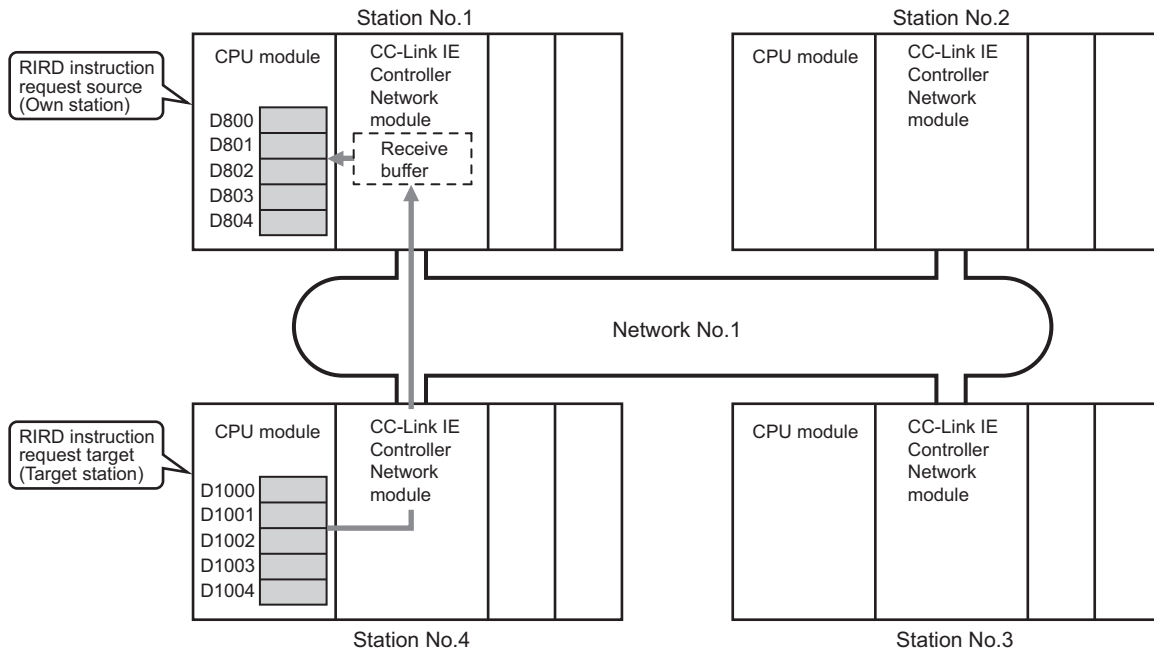 Station No.1
RIRD instruction
request source
(Own station)
CPU module
D800
D801
D802
D803
D804
CC-Link IE
Controller
Network
module
Receive
buffer
Station No.2
CPU module
CC-Link IE
Controller
Network
module
Network No.1
RIRD instruction
request target
(Target station)
CPU module
D1000
D1001
D1002
D1003
D1004
CC-Link IE
Controller
Network
module
Station No.4
CPU module
CC-Link IE
Controller
Network
module
Station No.3